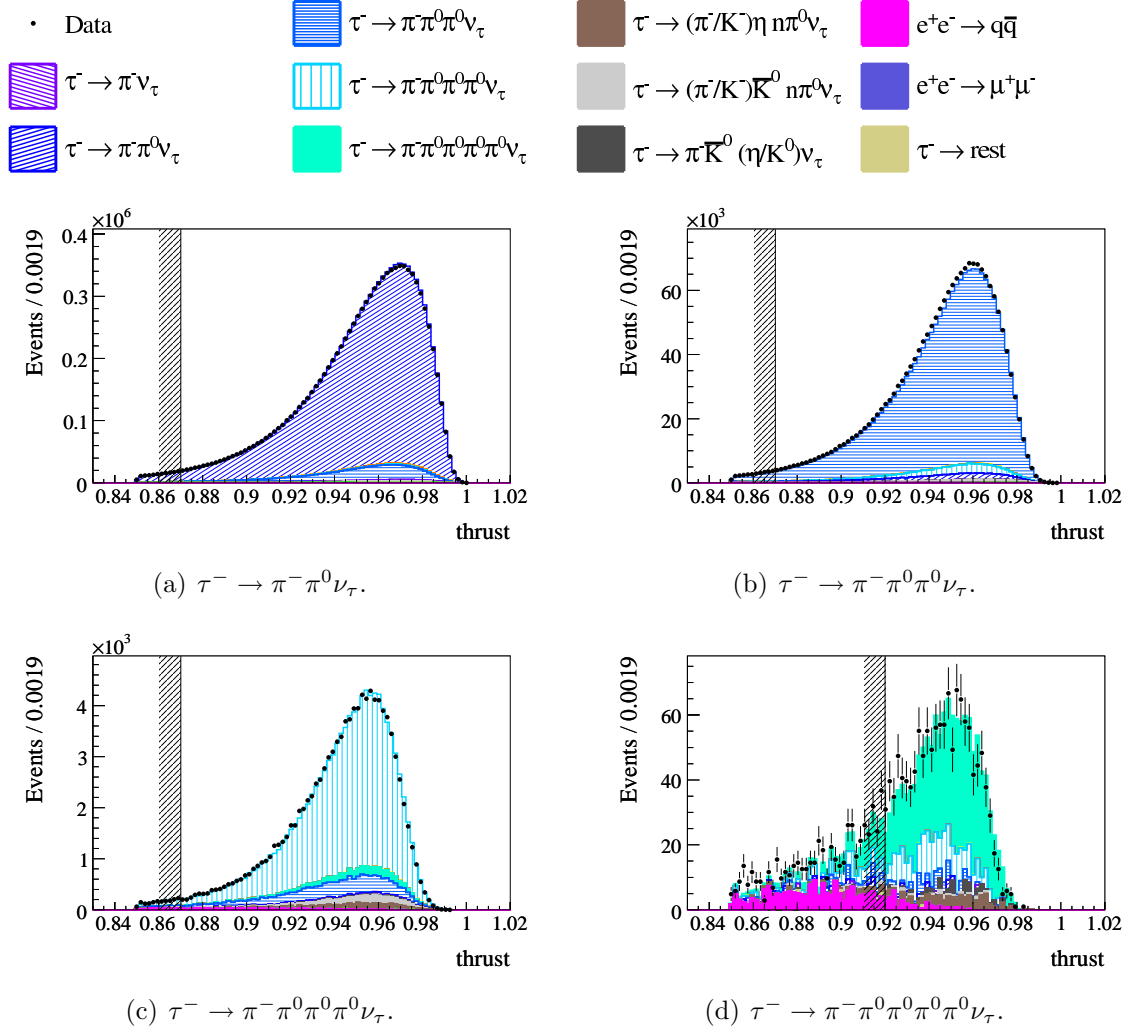 Data
τ⁻ → π⁻π⁰π⁰ν_τ
τ⁻ → (π⁻/K⁻)η nπ⁰ν_τ
e⁺e⁻ → qq̅
τ⁻ → π⁻ν_τ
τ⁻ → π⁻π⁰π⁰π⁰ν_τ
τ⁻ → (π⁻/K⁻)K̅⁰ nπ⁰ν_τ
e⁺e⁻ → μ⁺μ⁻
τ⁻ → π⁻π⁰ν_τ
τ⁻ → π⁻π⁰π⁰π⁰π⁰ν_τ
τ⁻ → π⁻K̅⁰ (η/K⁰)ν_τ
τ⁻ → rest
×10⁶
Events / 0.0019
0.4
0.3
0.2
0.1
0
0.84 0.86 0.88 0.9 0.92 0.94 0.96 0.98 1 1.02
thrust
(a) τ⁻ → π⁻π⁰ν_τ.
×10³
Events / 0.0019
60
40
20
0
0.84 0.86 0.88 0.9 0.92 0.94 0.96 0.98 1 1.02
thrust
(b) τ⁻ → π⁻π⁰π⁰ν_τ.
×10³
Events / 0.0019
4
3
2
1
0
0.84 0.86 0.88 0.9 0.92 0.94 0.96 0.98 1 1.02
thrust
(c) τ⁻ → π⁻π⁰π⁰π⁰ν_τ.
Events / 0.0019
60
40
20
0
0.84 0.86 0.88 0.9 0.92 0.94 0.96 0.98 1 1.02
thrust
(d) τ⁻ → π⁻π⁰π⁰π⁰π⁰ν_τ.